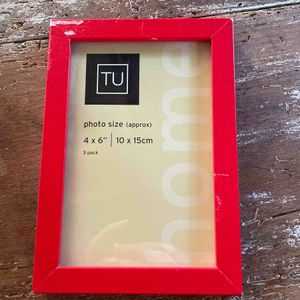 TU
photo size (approx)
4 x 6" | 10 x 15cm
3 pack
home